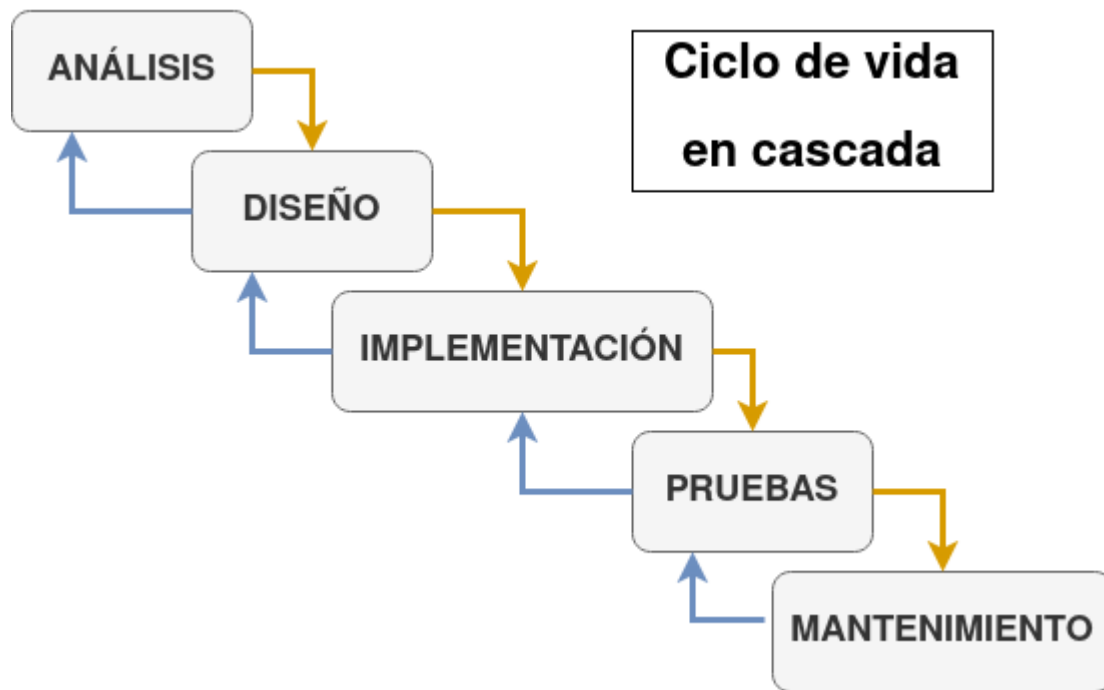 ANÁLISIS
Ciclo de vida
en cascada
DISEÑO
IMPLEMENTACIÓN
PRUEBAS
MANTENIMIENTO